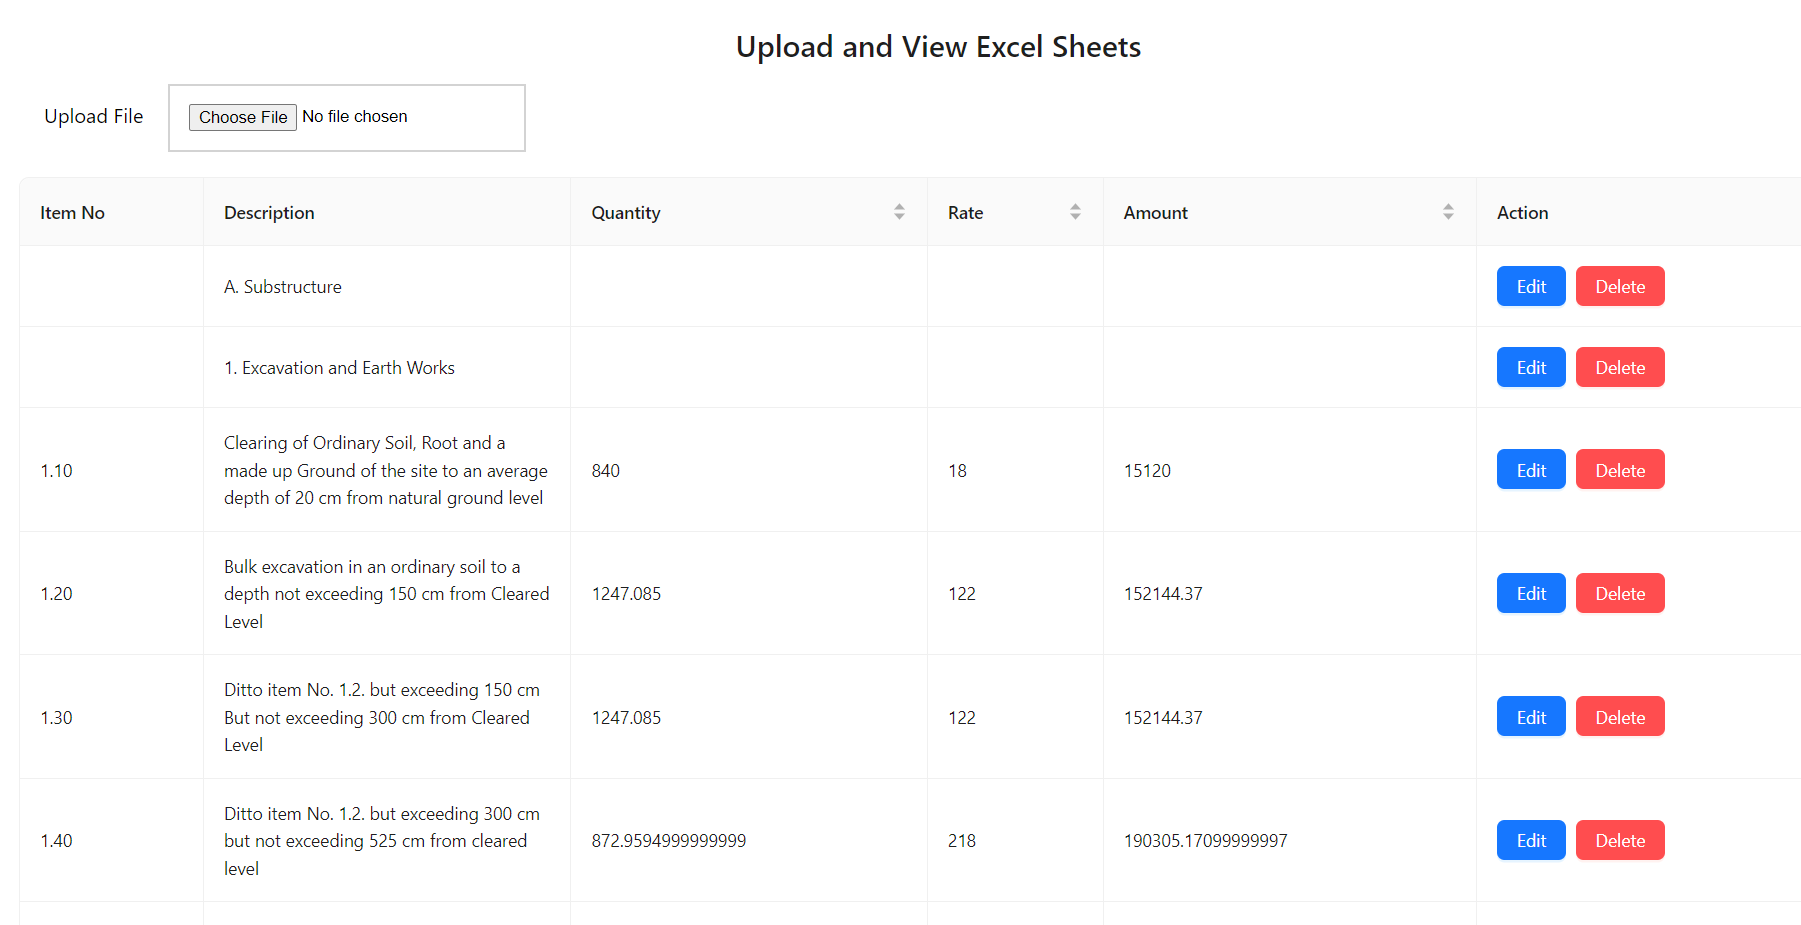 Upload and View Excel Sheets
Upload File
Choose File No file chosen
Item No Description Quantity Rate Amount Action
A. Substructure Edit Delete
1. Excavation and Earth Works Edit Delete
Clearing of Ordinary Soil, Root and a
1.10 made up Ground of the site to an average 840 18 15120 Edit Delete
depth of 20 cm from natural ground level
Bulk excavation in an ordinary soil to a
1.20 depth not exceeding 150 cm from Cleared 1247.085 122 152144.37 Edit Delete
Level
Ditto item No. 1.2. but exceeding 150 cm
1.30 But not exceeding 300 cm from Cleared 1247.085 122 152144.37 Edit Delete
Level
Ditto item No. 1.2. but exceeding 300 cm
1.40 but not exceeding 525 cm from cleared 872.9594999999999 218 190305.17099999997 Edit Delete
level